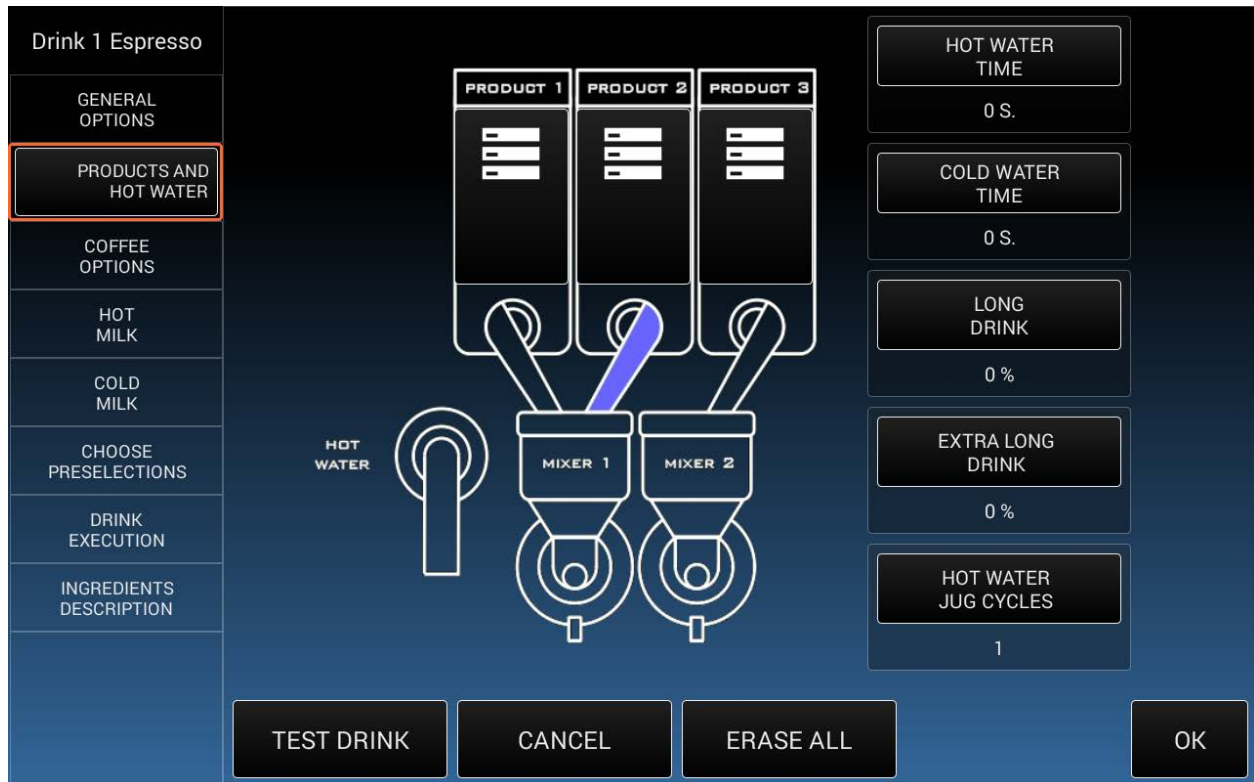 Drink 1 Espresso
GENERAL
OPTIONS
PRODUCTS AND
HOT WATER
COFFEE
OPTIONS
HOT
MILK
COLD
MILK
CHOOSE
PRESELECTIONS
DRINK
EXECUTION
INGREDIENTS
DESCRIPTION
PRODUCT 1
PRODUCT 2
PRODUCT 3
HOT
WATER
MIXER 1
MIXER 2
HOT WATER
TIME
0 S.
COLD WATER
TIME
0 S.
LONG
DRINK
0 %
EXTRA LONG
DRINK
0 %
HOT WATER
JUG CYCLES
1
TEST DRINK
CANCEL
ERASE ALL
OK